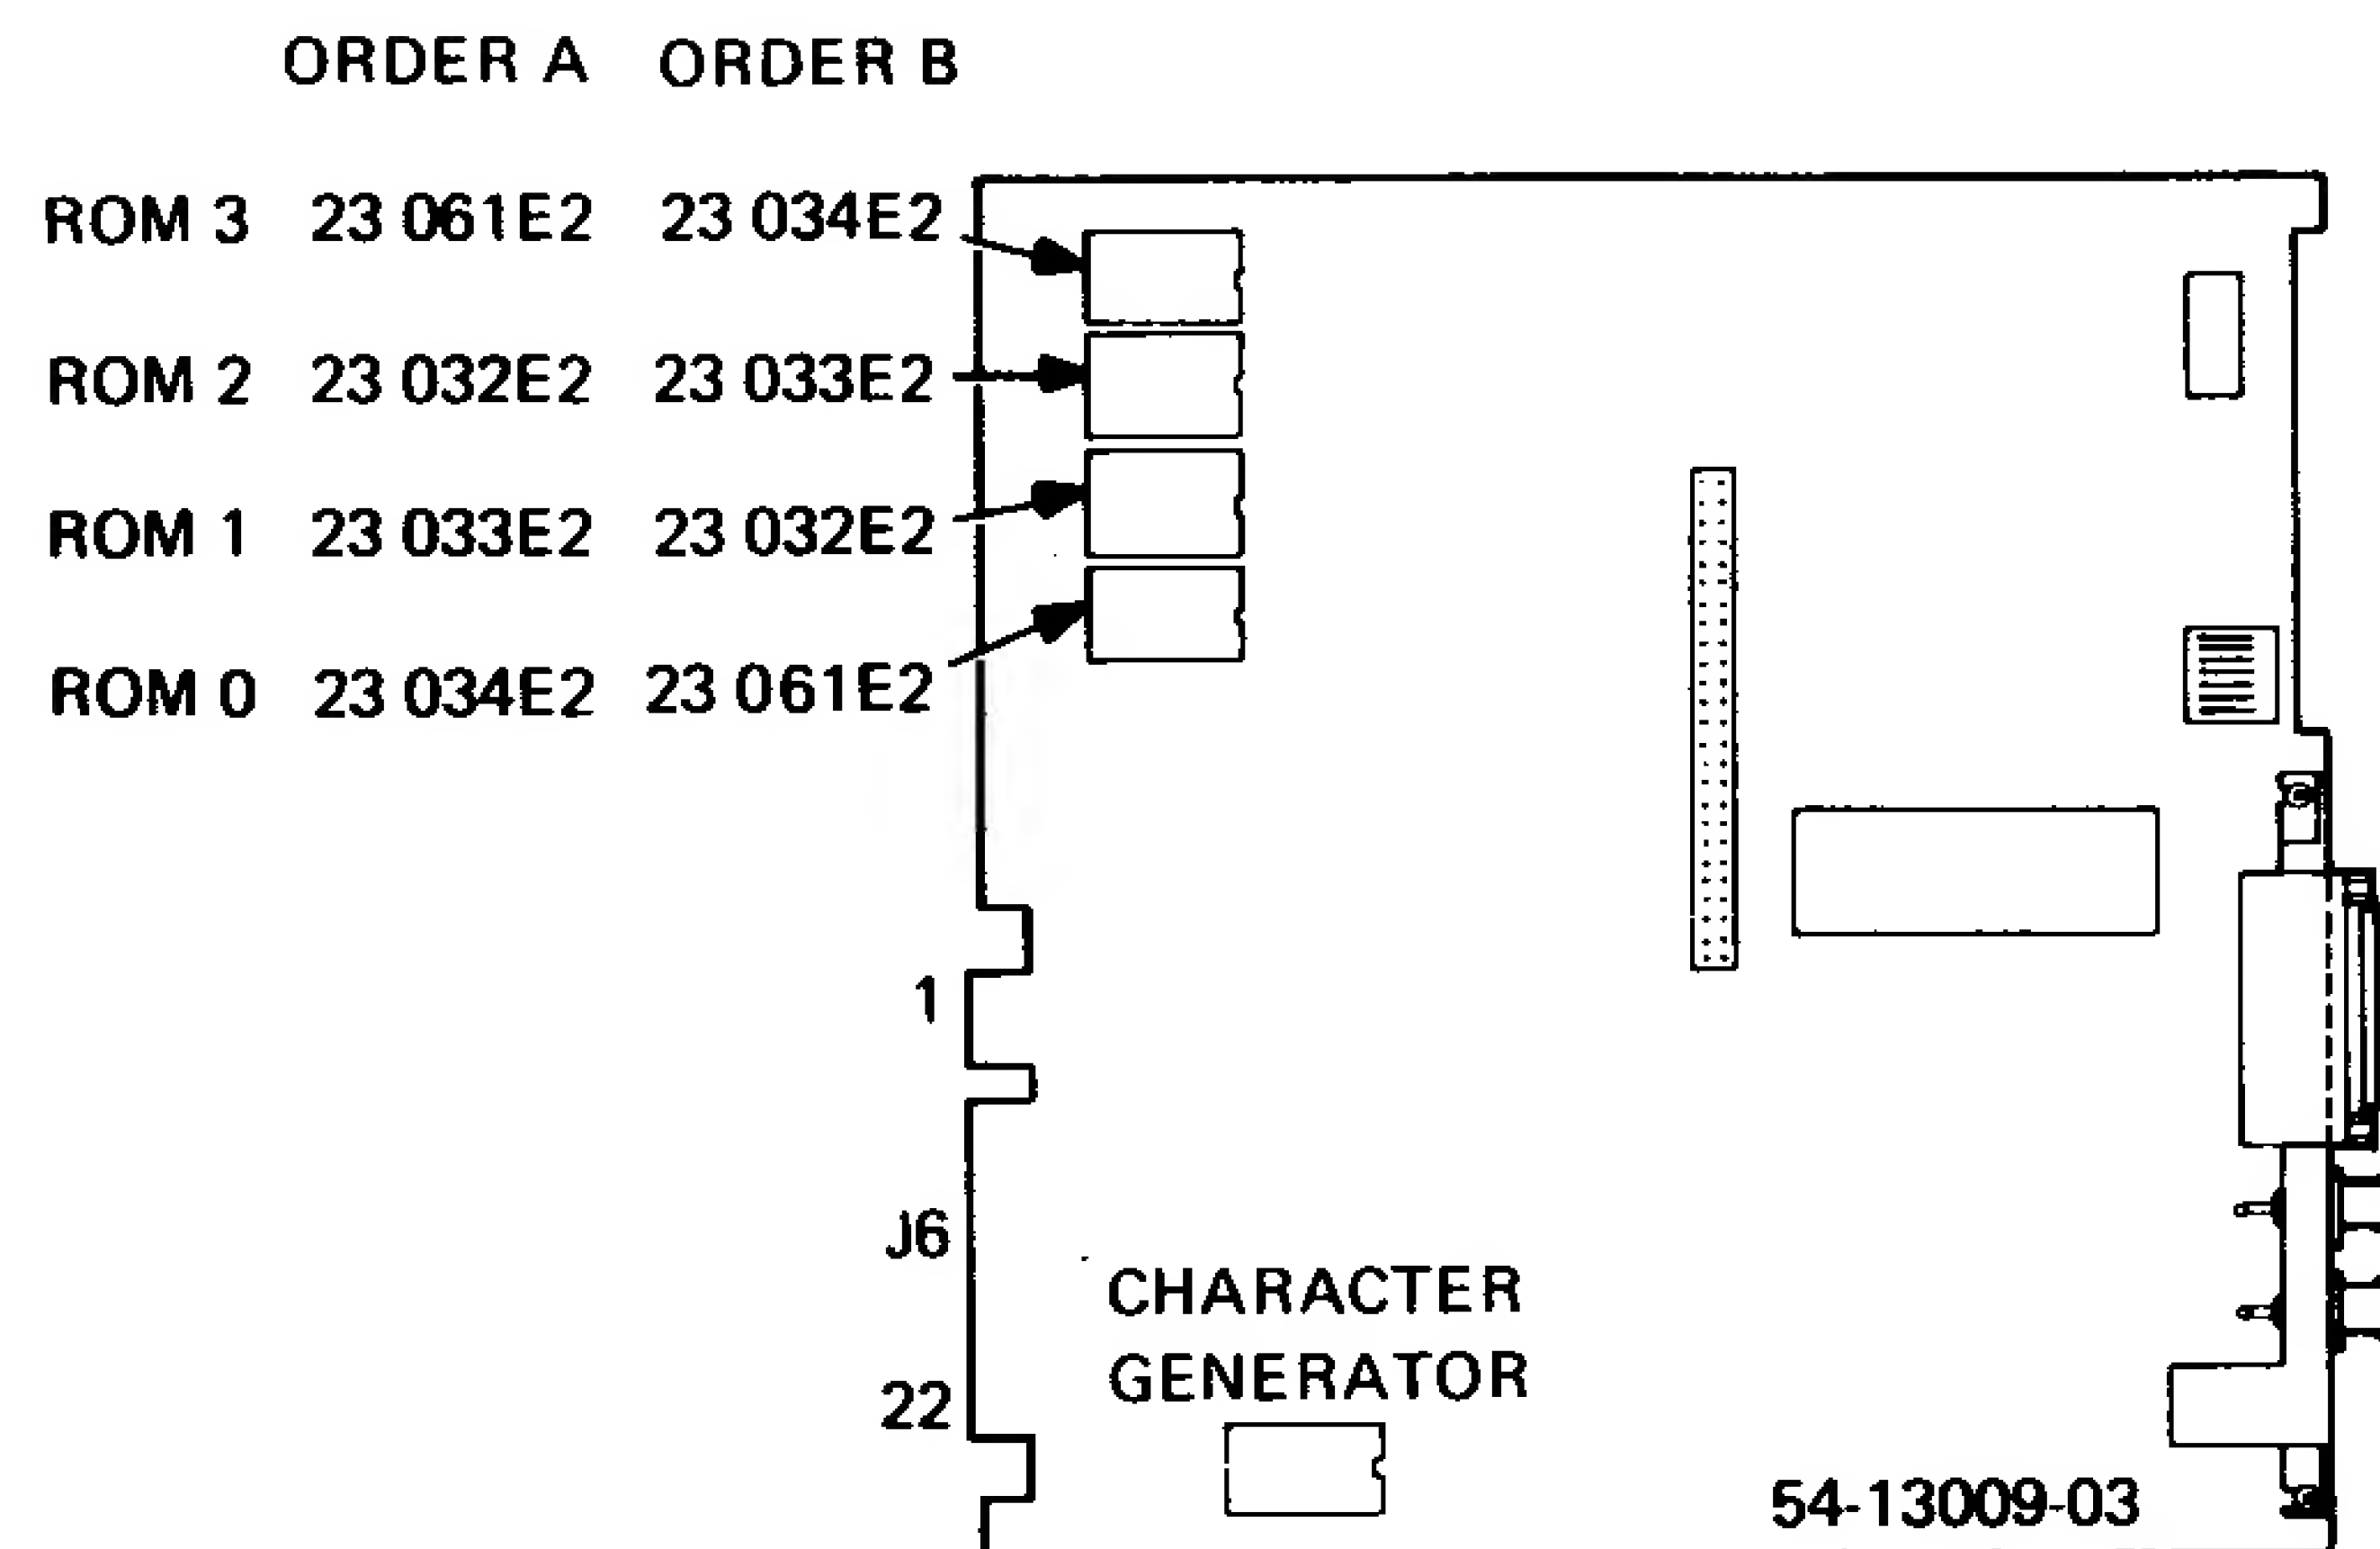 ORDER A ORDER B
ROM 3 23 061E2 23 034E2
ROM 2 23 032E2 23 033E2
ROM 1 23 033E2 23 032E2
ROM 0 23 034E2 23 061E2
1
J6
CHARACTER
GENERATOR
22
54-13009-03